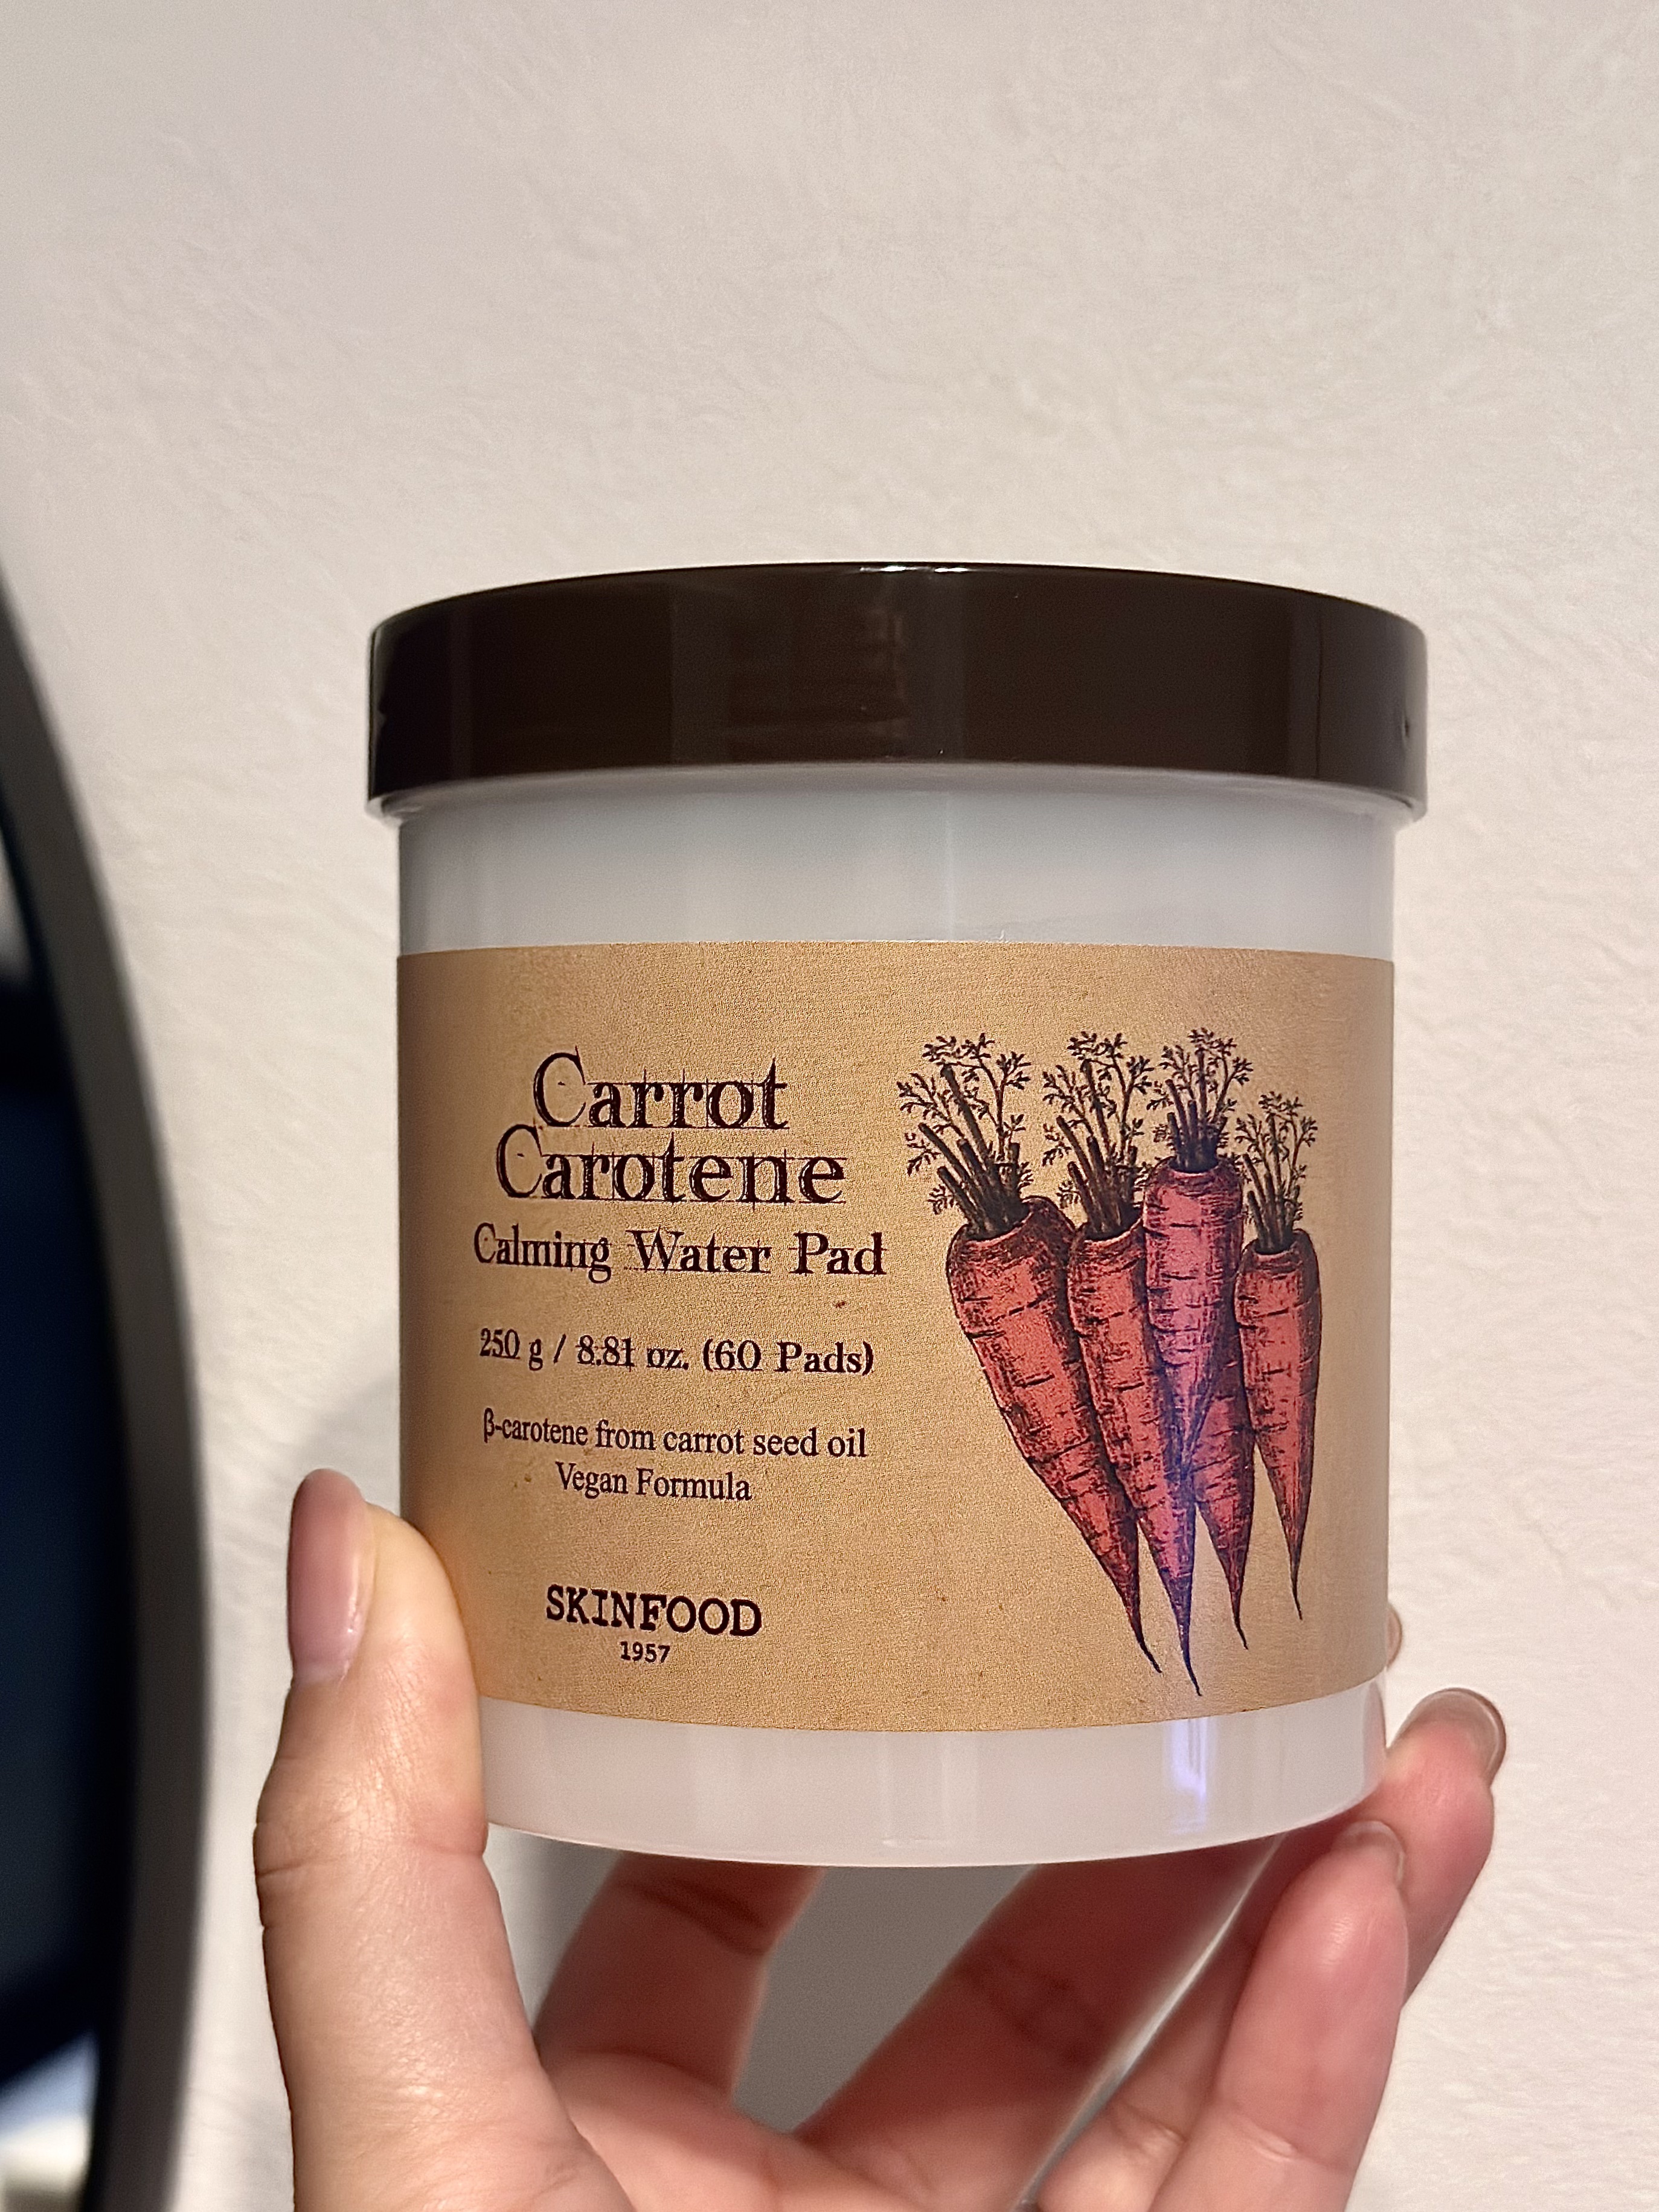 Carrot
Carotene
Calming Water Pad
250 g / 8.81 oz. (60 Pads)
β-carotene from carrot seed oil
Vegan Formula
SKINFOOD
1957